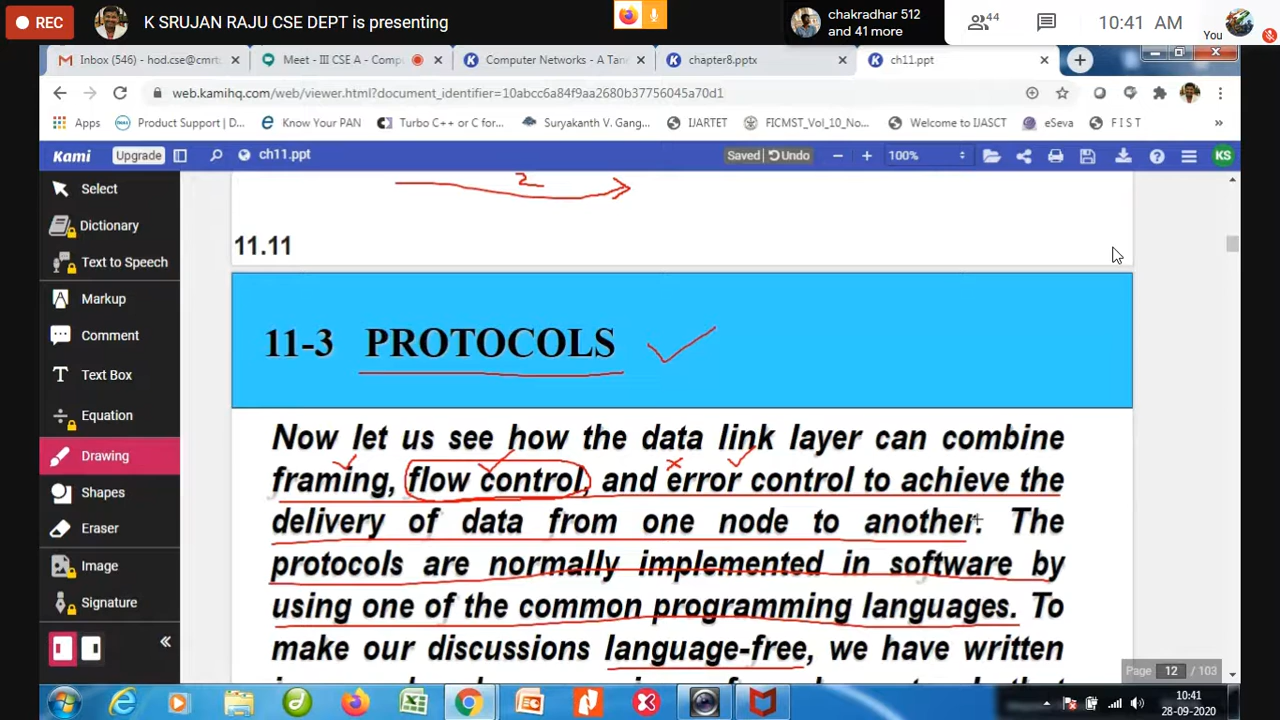 REC
K SRUJAN RAJU CSE DEPT is presenting
chakradhar 512
and 41 more
44
10:41 AM
You
Inbox (546) - hod.cse@cmrt
Meet - III CSE A - Comp
Computer Networks - A Tan
chapter8.pptx
ch11.ppt
web.kamihq.com/web/viewer.html?document_identifier=10abcc6a84f9aa2680b37756045a70d1
Apps
Product Support | D...
Know Your PAN
Turbo C++ or C for...
Suryakanth V. Gang...
IJARTET
FICMST_Vol_10_No...
Welcome to IJASCT
eSeva
F I S T
»
Kami
Upgrade
ch11.ppt
Saved | Undo
100%
KS
Select
Dictionary
Text to Speech
Markup
Comment
Text Box
Equation
Drawing
Shapes
Eraser
Image
Signature
2
11.11
11-3 PROTOCOLS
Now let us see how the data link layer can combine
framing, flow control, and error control to achieve the
delivery of data from one node to another. The
protocols are normally implemented in software by
using one of the common programming languages. To
make our discussions language-free, we have written
Page 12 / 103
10:41
28-09-2020